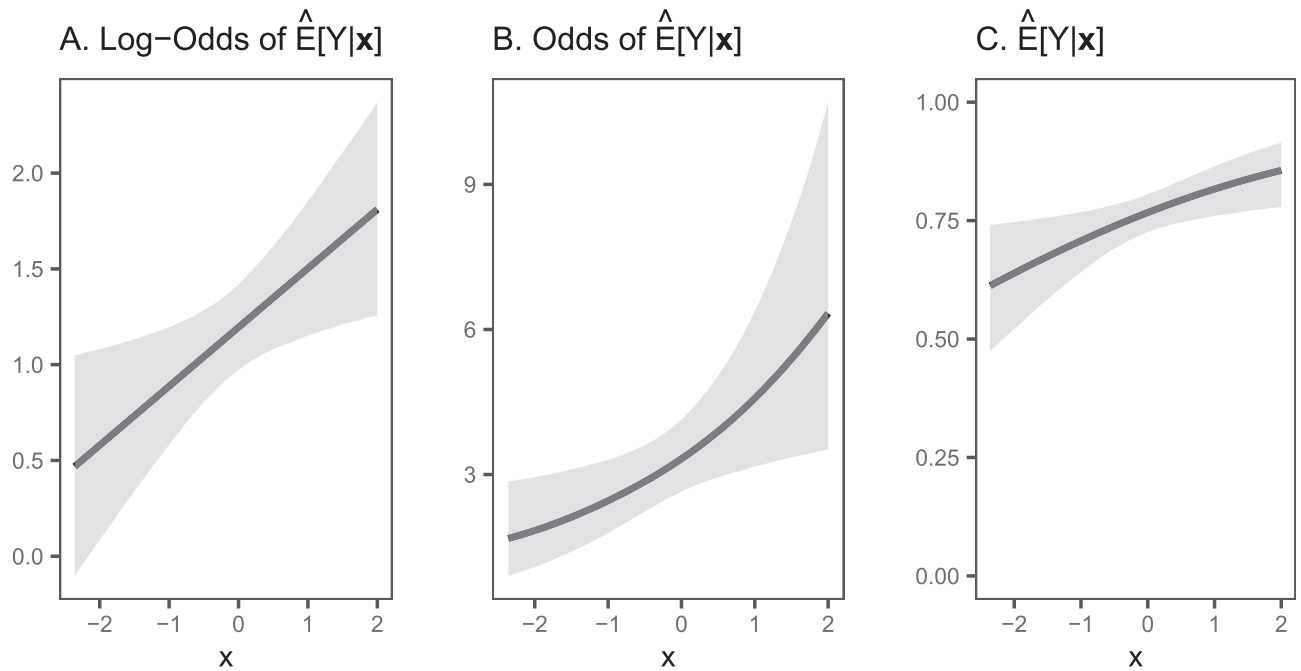 A. Log−Odds of Ê[Y|x]
2.0
1.5
1.0
0.5
0.0
−2 −1 0 1 2
x
B. Odds of Ê[Y|x]
9
6
3
−2 −1 0 1 2
x
C. Ê[Y|x]
1.00
0.75
0.50
0.25
0.00
−2 −1 0 1 2
x